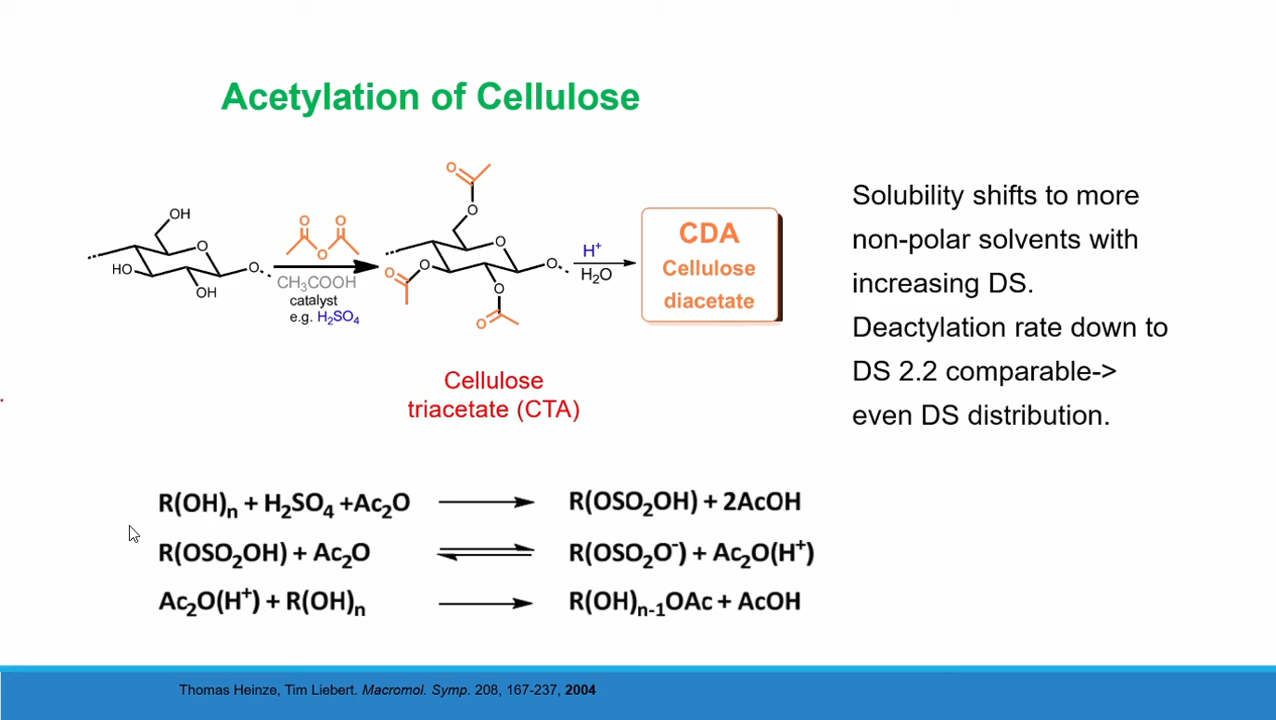 Acetylation of Cellulose
OH
O
HO
OH
O
O
O
O
CH₃COOH
catalyst
e.g. H₂SO₄
O
O
O
O
O
O
O
O
H⁺
H₂O
CDA
Cellulose
diacetate
Cellulose
triacetate (CTA)
Solubility shifts to more
non-polar solvents with
increasing DS.
Deactylation rate down to
DS 2.2 comparable->
even DS distribution.
R(OH)ₙ + H₂SO₄ +Ac₂O → R(OSO₂OH) + 2AcOH
R(OSO₂OH) + Ac₂O ⇌ R(OSO₂O⁻) + Ac₂O(H⁺)
Ac₂O(H⁺) + R(OH)ₙ → R(OH)ₙ₋₁OAc + AcOH
Thomas Heinze, Tim Liebert. Macromol. Symp. 208, 167-237, 2004